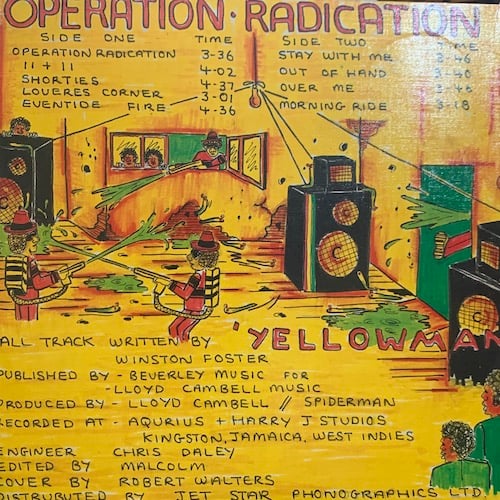 OPERATION · RADICATION
SIDE ONE TIME
OPERATION RADICATION 3-36
11 + 11 4-02
SHORTIES 4-37
LOUERES CORNER 3-01
EVENTIDE FIRE 4-36
SIDE TWO TIME
STAY WITH ME 3-46
OUT OF HAND 3-40
OVER ME 3-46
MORNING RIDE 3-18
'YELLOWMAN
ALL TRACK WRITTEN BY
WINSTON FOSTER
PUBLISHED BY - BEVERLEY MUSIC FOR
-LLOYD CAMBELL MUSIC
PRODUCED BY - LLOYD CAMBELL // SPIDERMAN
RECORDED AT - AQURIUS + HARRY J STUDIOS
KINGSTON, JAMAICA, WEST INDIES
ENGINEER CHRIS DALEY
EDITED BY MALCOLM
COVER BY ROBERT WALTERS
DISTRUBUTED BY JET STAR PHONOGRAPHICS LTD